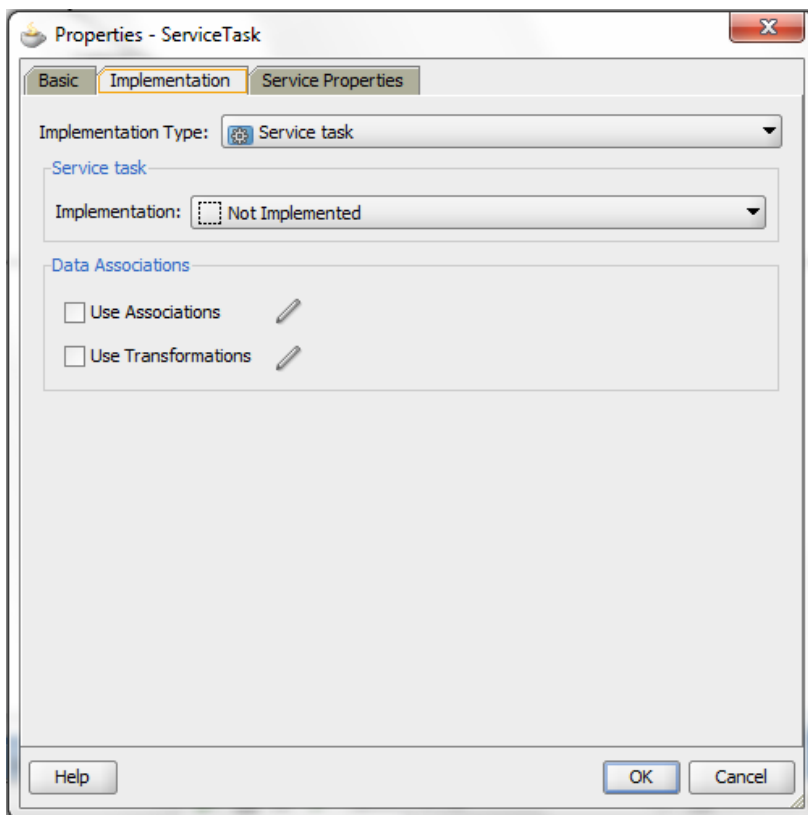 Properties - ServiceTask
Basic Implementation Service Properties
Implementation Type: Service task
Service task
Implementation: Not Implemented
Data Associations
Use Associations
Use Transformations
Help OK Cancel